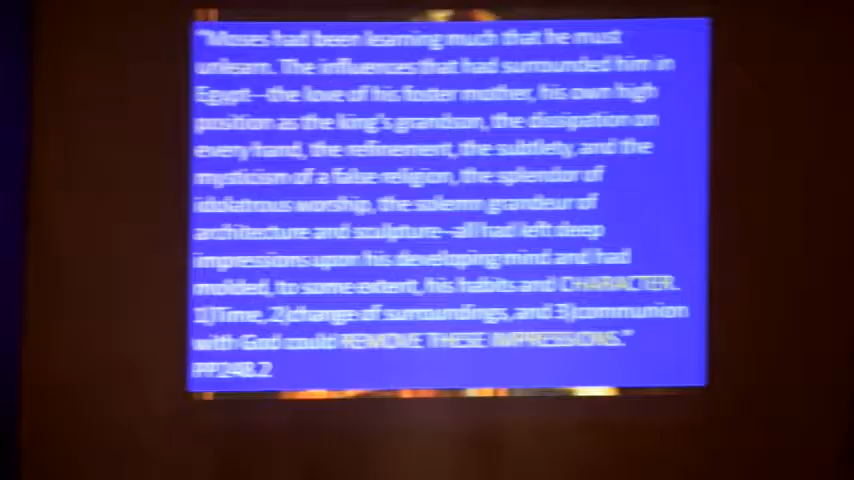 "Moses had been learning much that he must
unlearn. The influences that had surrounded him in
Egypt--the love of his foster mother, his own high
position as the king's grandson, the dissipation on
every hand, the refinement, the subtlety, and the
mysticism of a false religion, the splendor of
idolatrous worship, the solemn grandeur of
architecture and sculpture--all had left deep
impressions upon his developing mind and had
molded, to some extent, his habits and CHARACTER.
1)Time, 2)change of surroundings, and 3)communion
with God could REMOVE THESE IMPRESSIONS."
PP 248.2